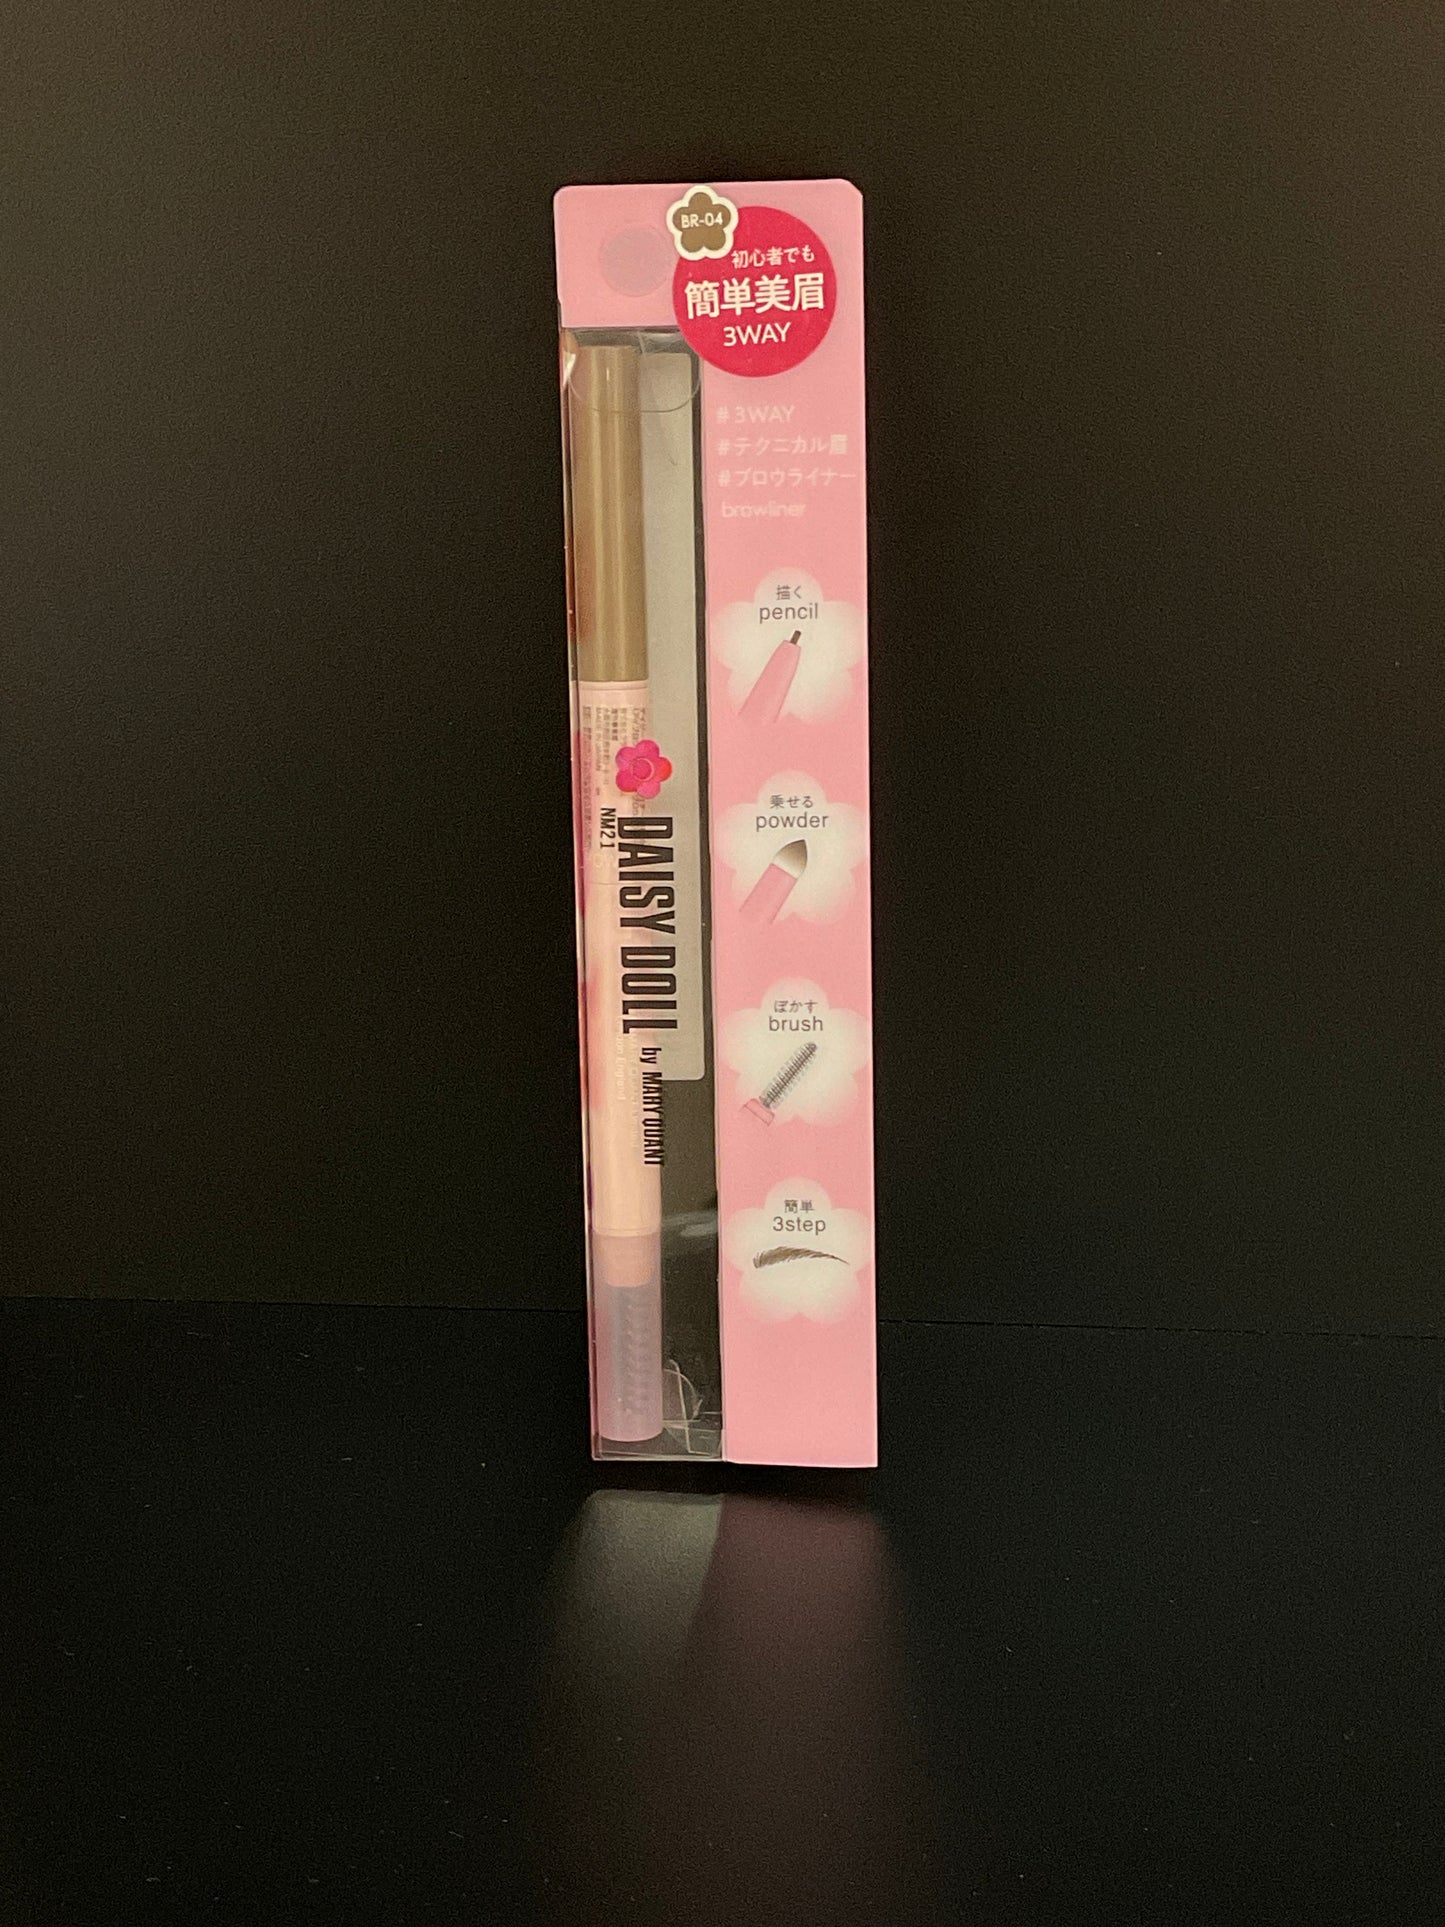 BR-04
初心者でも
簡単美眉
3WAY
#3WAY
#テクニカル眉
#ブロウライナー
browliner
描く
pencil
乗せる
powder
ぼかす
brush
簡単
3step
NM21
DAISY DOLL
by MARY QUANT